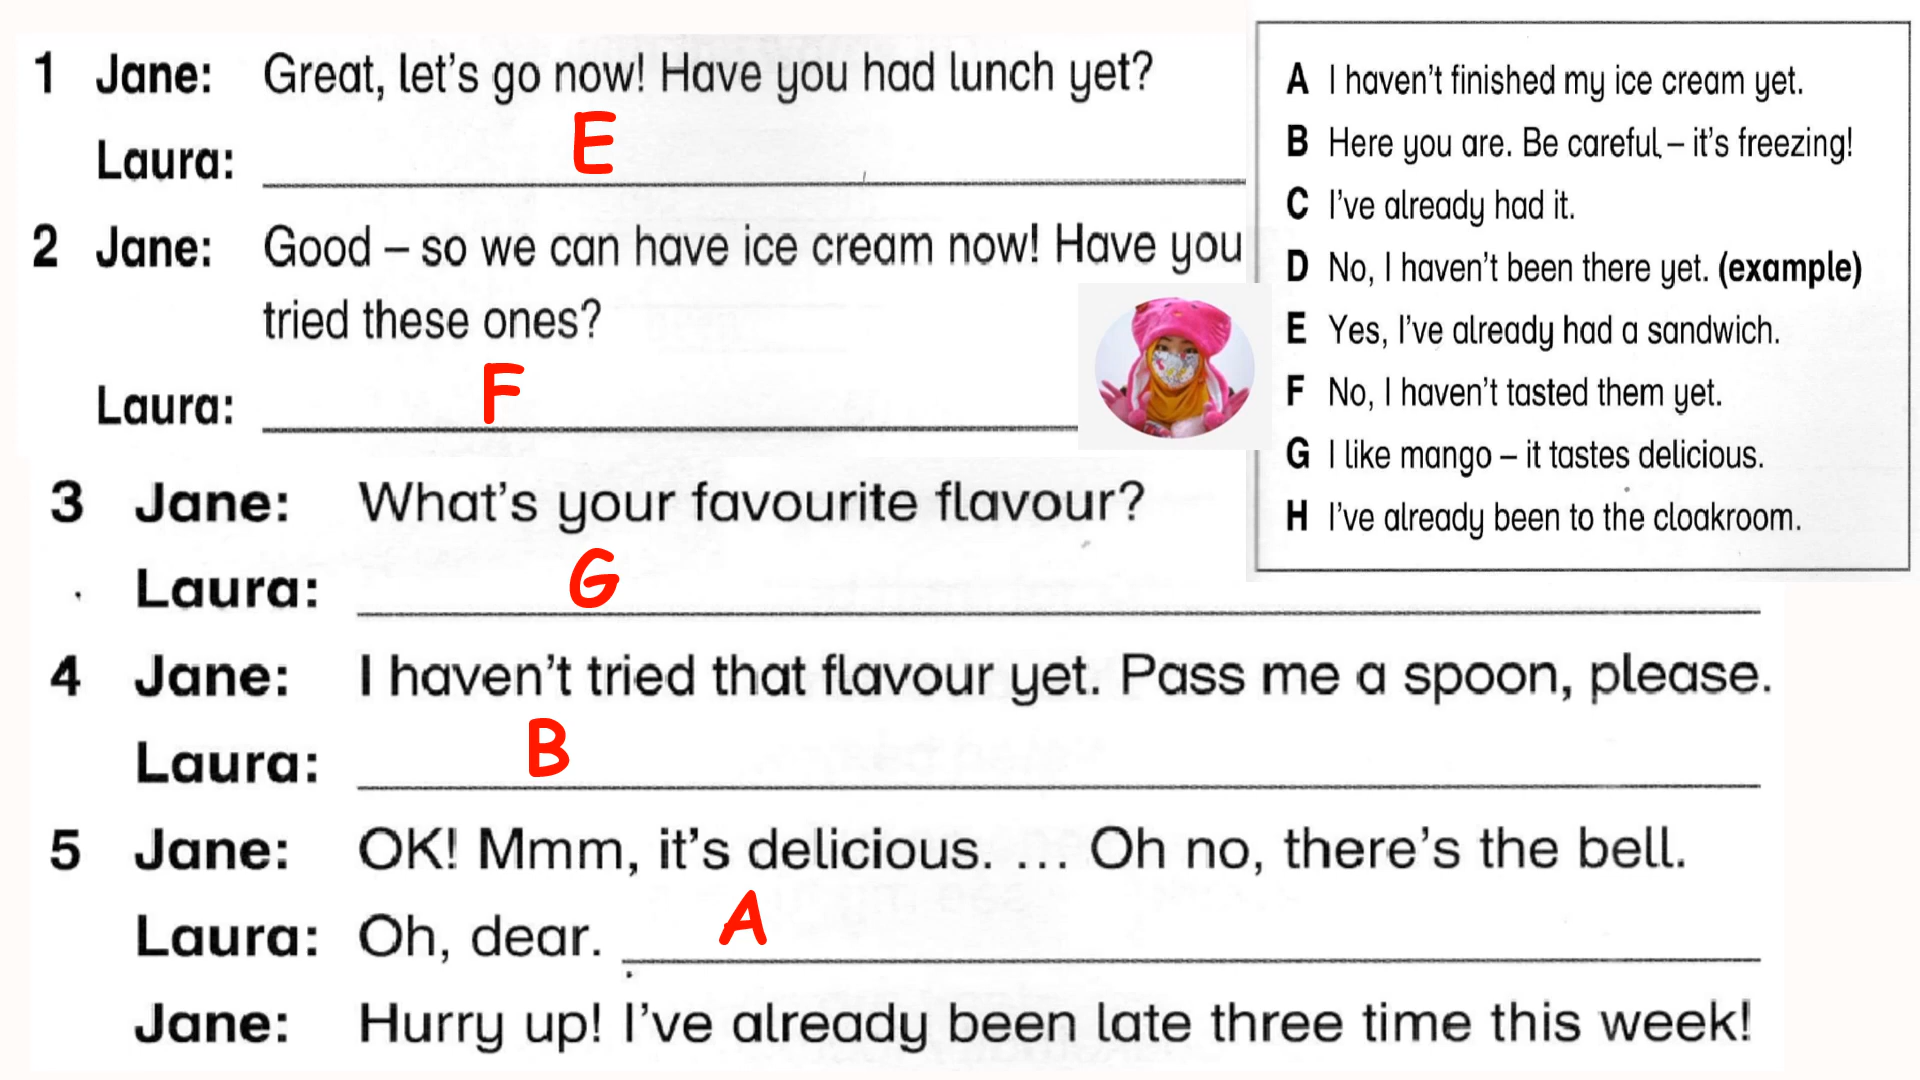 1 Jane: Great, let's go now! Have you had lunch yet?
Laura: E
2 Jane: Good – so we can have ice cream now! Have you
tried these ones?
Laura: F
3 Jane: What's your favourite flavour?
Laura: G
4 Jane: I haven't tried that flavour yet. Pass me a spoon, please.
Laura: B
5 Jane: OK! Mmm, it's delicious. ... Oh no, there's the bell.
Laura: Oh, dear. A
Jane: Hurry up! I've already been late three time this week!
A I haven't finished my ice cream yet.
B Here you are. Be careful – it's freezing!
C I've already had it.
D No, I haven't been there yet. (example)
E Yes, I've already had a sandwich.
F No, I haven't tasted them yet.
G I like mango – it tastes delicious.
H I've already been to the cloakroom.